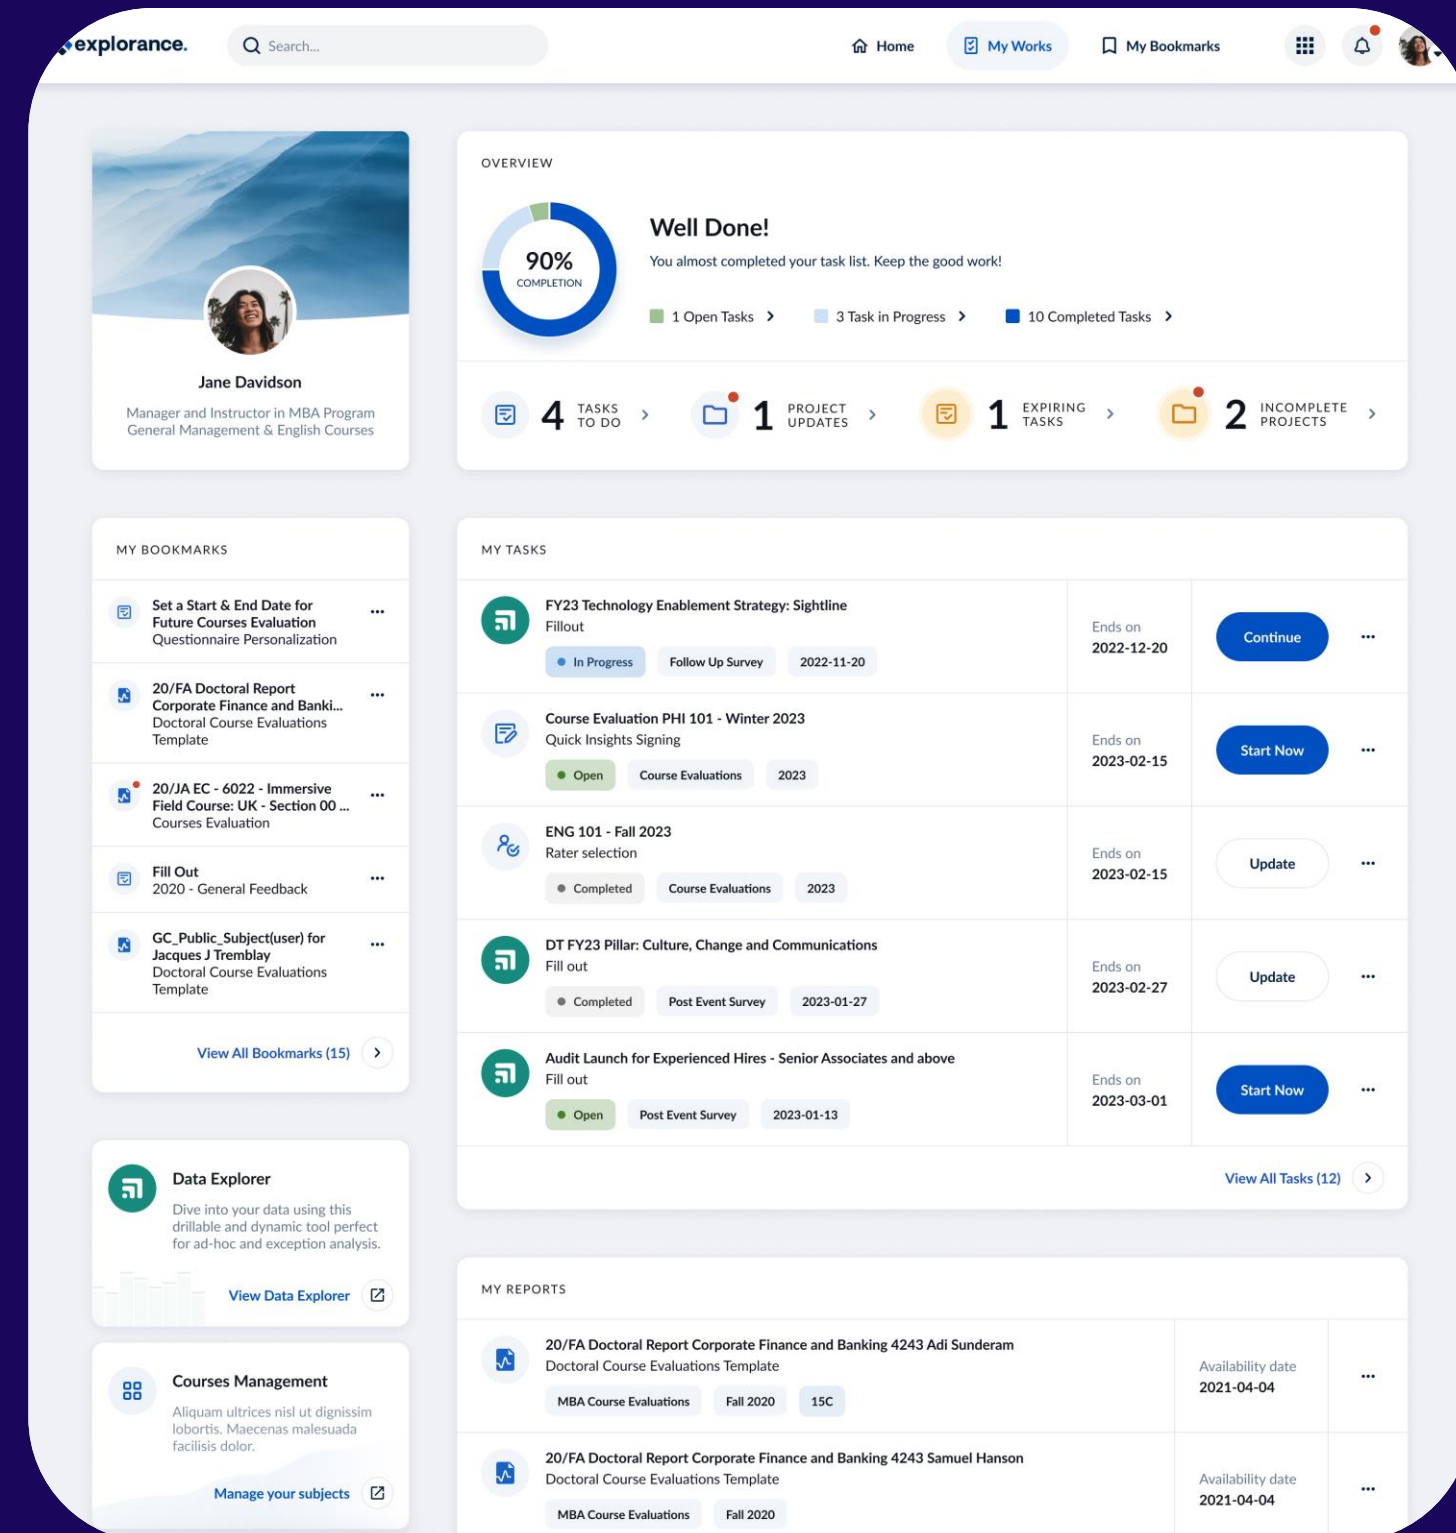 explorance.
Search...
Home
My Works
My Bookmarks
Jane Davidson
Manager and Instructor in MBA Program
General Management & English Courses
OVERVIEW
90%
COMPLETION
Well Done!
You almost completed your task list. Keep the good work!
1 Open Tasks
3 Task in Progress
10 Completed Tasks
4 TASKS TO DO
1 PROJECT UPDATES
1 EXPIRING TASKS
2 INCOMPLETE PROJECTS
MY BOOKMARKS
Set a Start & End Date for
Future Courses Evaluation
Questionnaire Personalization
20/FA Doctoral Report
Corporate Finance and Banki...
Doctoral Course Evaluations
Template
20/JA EC - 6022 - Immersive
Field Course: UK - Section 00 ...
Courses Evaluation
Fill Out
2020 - General Feedback
GC_Public_Subject(user) for
Jacques J Tremblay
Doctoral Course Evaluations
Template
View All Bookmarks (15)
Data Explorer
Dive into your data using this
drillable and dynamic tool perfect
for ad-hoc and exception analysis.
View Data Explorer
Courses Management
Aliquam ultrices nisl ut dignissim
lobortis. Maecenas malesuada
facilisis dolor.
Manage your subjects
MY TASKS
FY23 Technology Enablement Strategy: Sightline
Fillout
In Progress
Follow Up Survey
2022-11-20
Ends on
2022-12-20
Continue
Course Evaluation PHI 101 - Winter 2023
Quick Insights Signing
Open
Course Evaluations
2023
Ends on
2023-02-15
Start Now
ENG 101 - Fall 2023
Rater selection
Completed
Course Evaluations
2023
Ends on
2023-02-15
Update
DT FY23 Pillar: Culture, Change and Communications
Fill out
Completed
Post Event Survey
2023-01-27
Ends on
2023-02-27
Update
Audit Launch for Experienced Hires - Senior Associates and above
Fill out
Open
Post Event Survey
2023-01-13
Ends on
2023-03-01
Start Now
View All Tasks (12)
MY REPORTS
20/FA Doctoral Report Corporate Finance and Banking 4243 Adi Sunderam
Doctoral Course Evaluations Template
MBA Course Evaluations
Fall 2020
15C
Availability date
2021-04-04
20/FA Doctoral Report Corporate Finance and Banking 4243 Samuel Hanson
Doctoral Course Evaluations Template
MBA Course Evaluations
Fall 2020
Availability date
2021-04-04